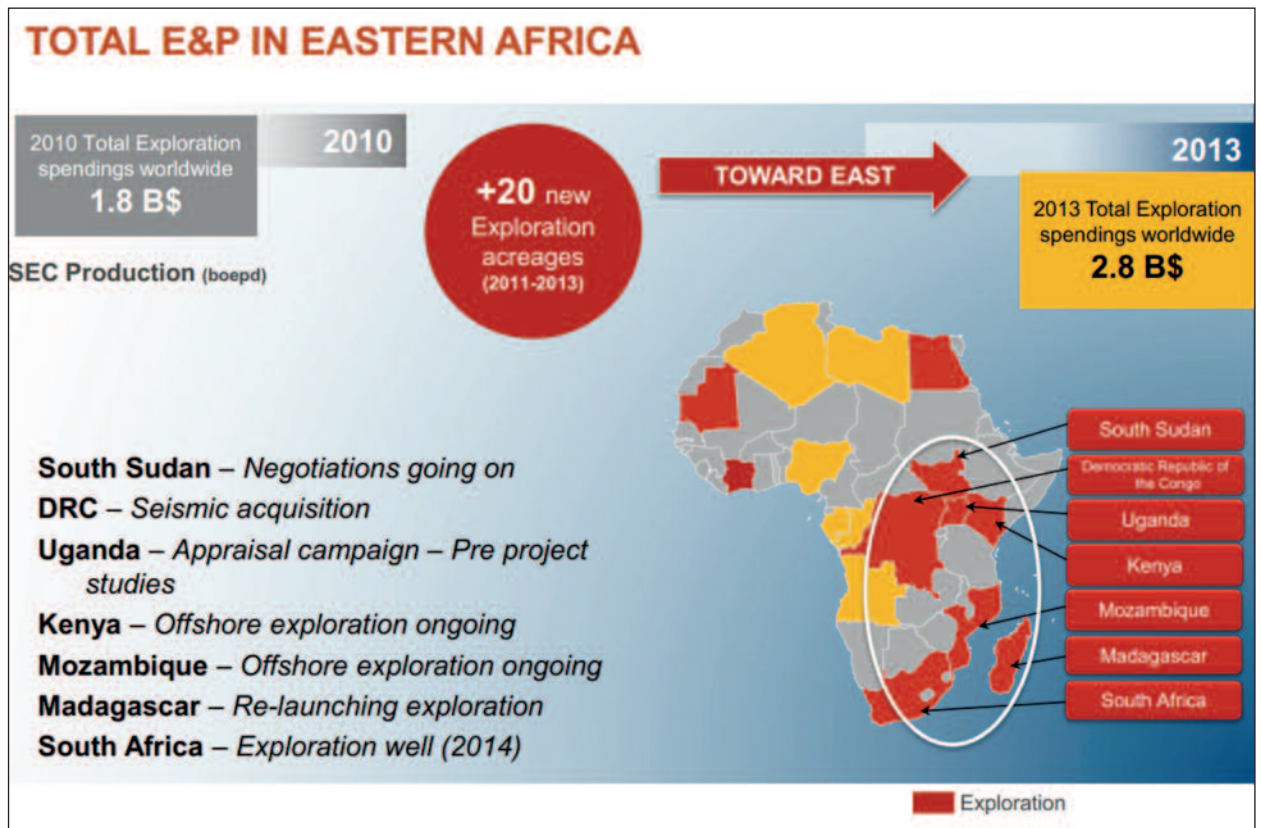 TOTAL E&P IN EASTERN AFRICA
2010 Total Exploration
spendings worldwide
1.8 B$
2010
SEC Production (boepd)
+20 new
Exploration
acreages
(2011-2013)
TOWARD EAST
2013
2013 Total Exploration
spendings worldwide
2.8 B$
South Sudan – Negotiations going on
DRC – Seismic acquisition
Uganda – Appraisal campaign – Pre project
studies
Kenya – Offshore exploration ongoing
Mozambique – Offshore exploration ongoing
Madagascar – Re-launching exploration
South Africa – Exploration well (2014)
South Sudan
Democratic Republic of
the Congo
Uganda
Kenya
Mozambique
Madagascar
South Africa
Exploration